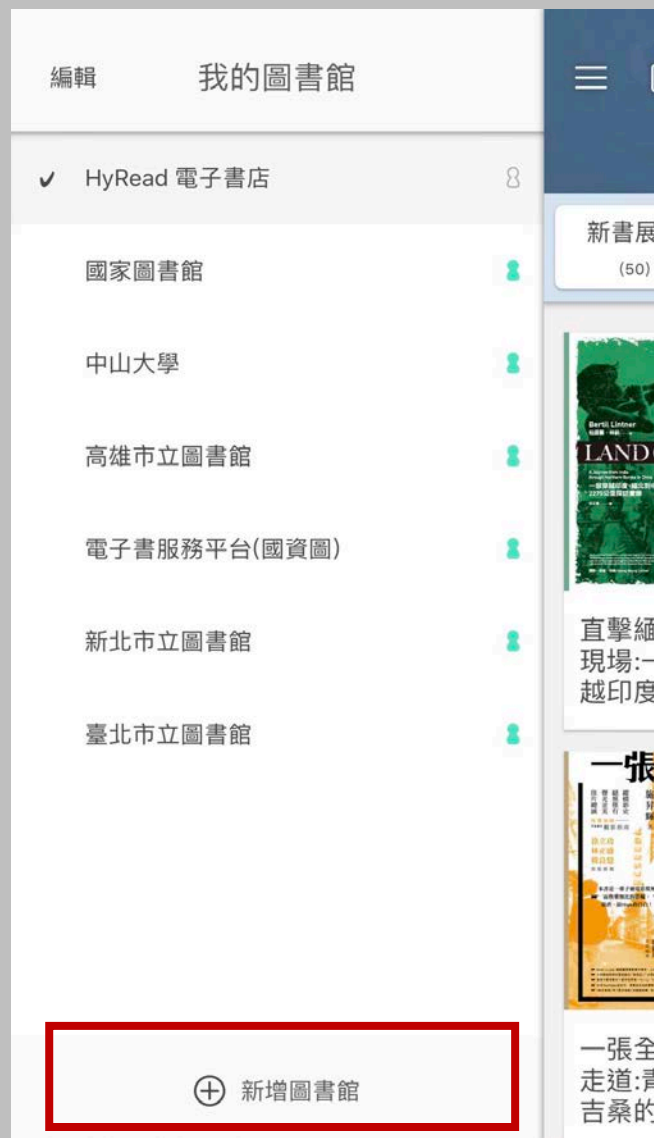 編輯
我的圖書館
HyRead 電子書店
國家圖書館
中山大學
高雄市立圖書館
電子書服務平台(國資圖)
新北市立圖書館
臺北市立圖書館
新增圖書館
新書展
(50)
Bertil Lintner
LAND
直擊緬
現場:一
越印度
一張
一張全
走道:青
吉桑的